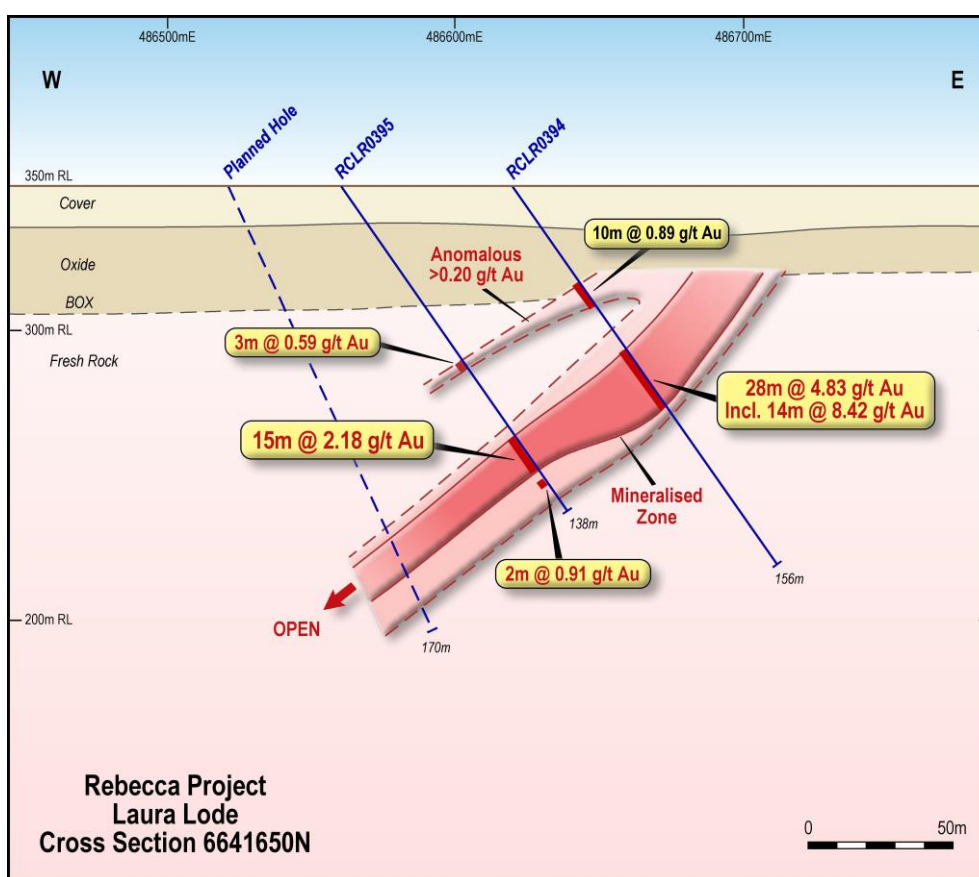 486500mE
486600mE
486700mE
W
E
Planned Hole
RCLR0395
RCLR0394
350m RL
Cover
10m @ 0.89 g/t Au
Anomalous
>0.20 g/t Au
Oxide
BOX
300m RL
3m @ 0.59 g/t Au
Fresh Rock
28m @ 4.83 g/t Au
Incl. 14m @ 8.42 g/t Au
15m @ 2.18 g/t Au
Mineralised
Zone
138m
2m @ 0.91 g/t Au
156m
200m RL
OPEN
170m
Rebecca Project
Laura Lode
Cross Section 6641650N
0
50m